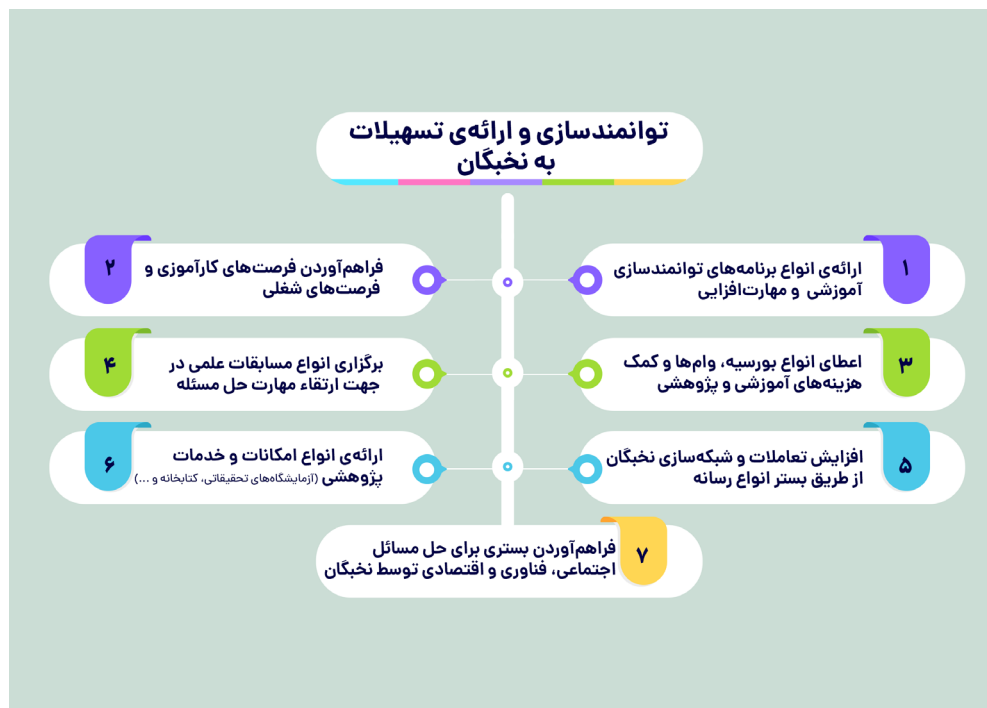 توانمندسازی و ارائه‌ی تسهیلات
به نخبگان
۱
ارائه‌ی انواع برنامه‌های توانمندسازی
آموزشی و مهارت‌افزایی
۲
فراهم‌آوردن فرصت‌های کارآموزی و
فرصت‌های شغلی
۳
اعطای انواع بورسیه، وام‌ها و کمک
هزینه‌های آموزشی و پژوهشی
۴
برگزاری انواع مسابقات علمی در
جهت ارتقاء مهارت حل مسئله
۵
افزایش تعاملات و شبکه‌سازی نخبگان
از طریق بستر انواع رسانه
۶
ارائه‌ی انواع امکانات و خدمات
پژوهشی (آزمایشگاه‌های تحقیقاتی، کتابخانه و ...)
۷
فراهم‌آوردن بستری برای حل مسائل
اجتماعی، فناوری و اقتصادی توسط نخبگان